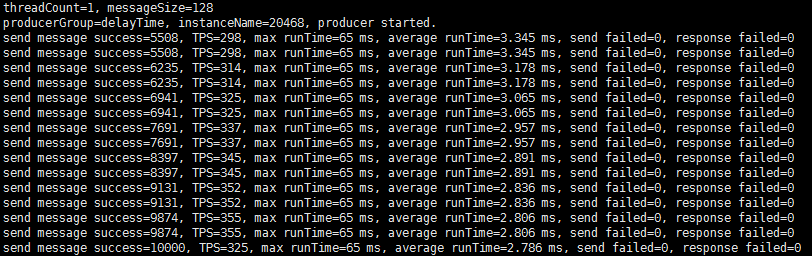 threadCount=1, messageSize=128
producerGroup=delayTime, instanceName=20468, producer started.
send message success=5508, TPS=298, max runTime=65 ms, average runTime=3.345 ms, send failed=0, response failed=0
send message success=5508, TPS=298, max runTime=65 ms, average runTime=3.345 ms, send failed=0, response failed=0
send message success=6235, TPS=314, max runTime=65 ms, average runTime=3.178 ms, send failed=0, response failed=0
send message success=6235, TPS=314, max runTime=65 ms, average runTime=3.178 ms, send failed=0, response failed=0
send message success=6941, TPS=325, max runTime=65 ms, average runTime=3.065 ms, send failed=0, response failed=0
send message success=6941, TPS=325, max runTime=65 ms, average runTime=3.065 ms, send failed=0, response failed=0
send message success=7691, TPS=337, max runTime=65 ms, average runTime=2.957 ms, send failed=0, response failed=0
send message success=7691, TPS=337, max runTime=65 ms, average runTime=2.957 ms, send failed=0, response failed=0
send message success=8397, TPS=345, max runTime=65 ms, average runTime=2.891 ms, send failed=0, response failed=0
send message success=8397, TPS=345, max runTime=65 ms, average runTime=2.891 ms, send failed=0, response failed=0
send message success=9131, TPS=352, max runTime=65 ms, average runTime=2.836 ms, send failed=0, response failed=0
send message success=9131, TPS=352, max runTime=65 ms, average runTime=2.836 ms, send failed=0, response failed=0
send message success=9874, TPS=355, max runTime=65 ms, average runTime=2.806 ms, send failed=0, response failed=0
send message success=9874, TPS=355, max runTime=65 ms, average runTime=2.806 ms, send failed=0, response failed=0
send message success=10000, TPS=325, max runTime=65 ms, average runTime=2.786 ms, send failed=0, response failed=0